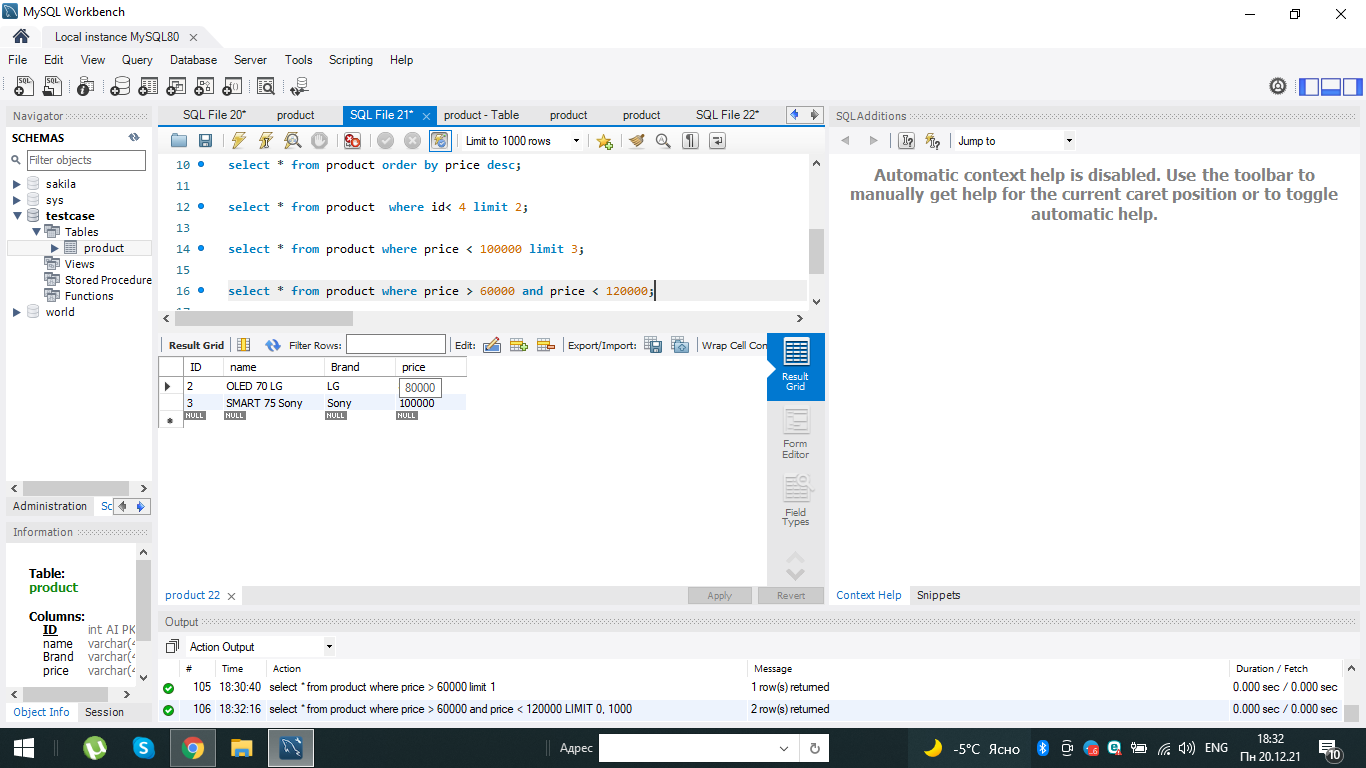 MySQL Workbench
Local instance MySQL80
File Edit View Query Database Server Tools Scripting Help
Navigator
SCHEMAS
Filter objects
sakila
sys
testcase
Tables
product
Views
Stored Procedure
Functions
world
Administration Sc
Information
Table:
product
Columns:
ID int AI PK
name varchar(4
Brand varchar(4
price varchar(4
Object Info Session
SQL File 20* product SQL File 21* product - Table product product SQL File 22*
Limit to 1000 rows
10 select * from product order by price desc;
11
12 select * from product where id< 4 limit 2;
13
14 select * from product where price < 100000 limit 3;
15
16 select * from product where price > 60000 and price < 120000;
Result Grid Filter Rows: Edit: Export/Import: Wrap Cell Con
ID name Brand price
2 OLED 70 LG LG 80000
3 SMART 75 Sony Sony 100000
NULL NULL NULL NULL
Result
Grid
Form
Editor
Field
Types
product 22
Apply Revert
SQLAdditions
Jump to
Automatic context help is disabled. Use the toolbar to
manually get help for the current caret position or to toggle
automatic help.
Context Help Snippets
Output
Action Output
# Time Action Message Duration / Fetch
105 18:30:40 select * from product where price > 60000 limit 1 1 row(s) returned 0.000 sec / 0.000 sec
106 18:32:16 select * from product where price > 60000 and price < 120000 LIMIT 0, 1000 2 row(s) returned 0.000 sec / 0.000 sec
Адрес
-5°C Ясно
ENG
18:32
Пн 20.12.21
10